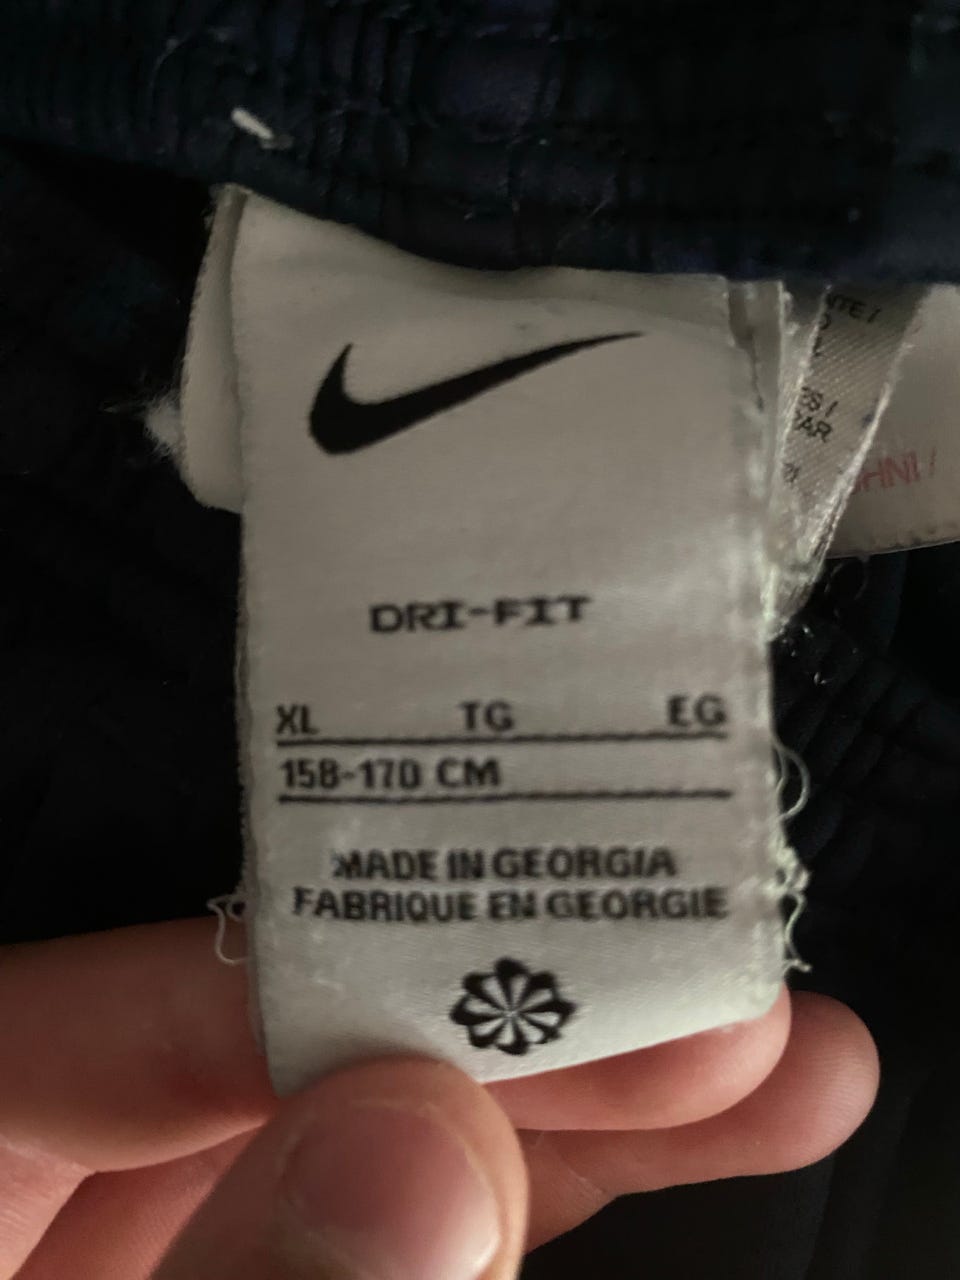 DRI-FIT
XL TG EG
158-170 CM
MADE IN GEORGIA
FABRIQUE EN GEORGIE